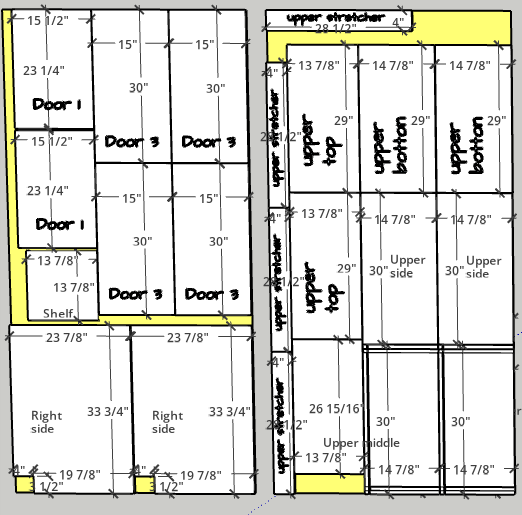 upper stretcher
4"
28 1/2"
15 1/2"
15"
15"
13 7/8"
14 7/8"
14 7/8"
23 1/4"
30"
30"
4"
Door 1
29"
29"
29"
upper stretcher
upper top
upper botton
upper botton
15 1/2"
Door 3
Door 3
23 1/4"
15"
15"
13 7/8"
14 7/8"
14 7/8"
4"
Door 1
30"
30"
upper stretcher
upper top
29"
30"
Upper side
30"
Upper side
13 7/8"
13 7/8"
Door 3
Door 3
Shelf
23 7/8"
23 7/8"
4"
upper stretcher
Right side
33 3/4"
Right side
33 3/4"
26 15/16"
30"
30"
Upper middle
13 7/8"
14 7/8"
14 7/8"
4"
19 7/8"
4"
19 7/8"
3 1/2"
3 1/2"